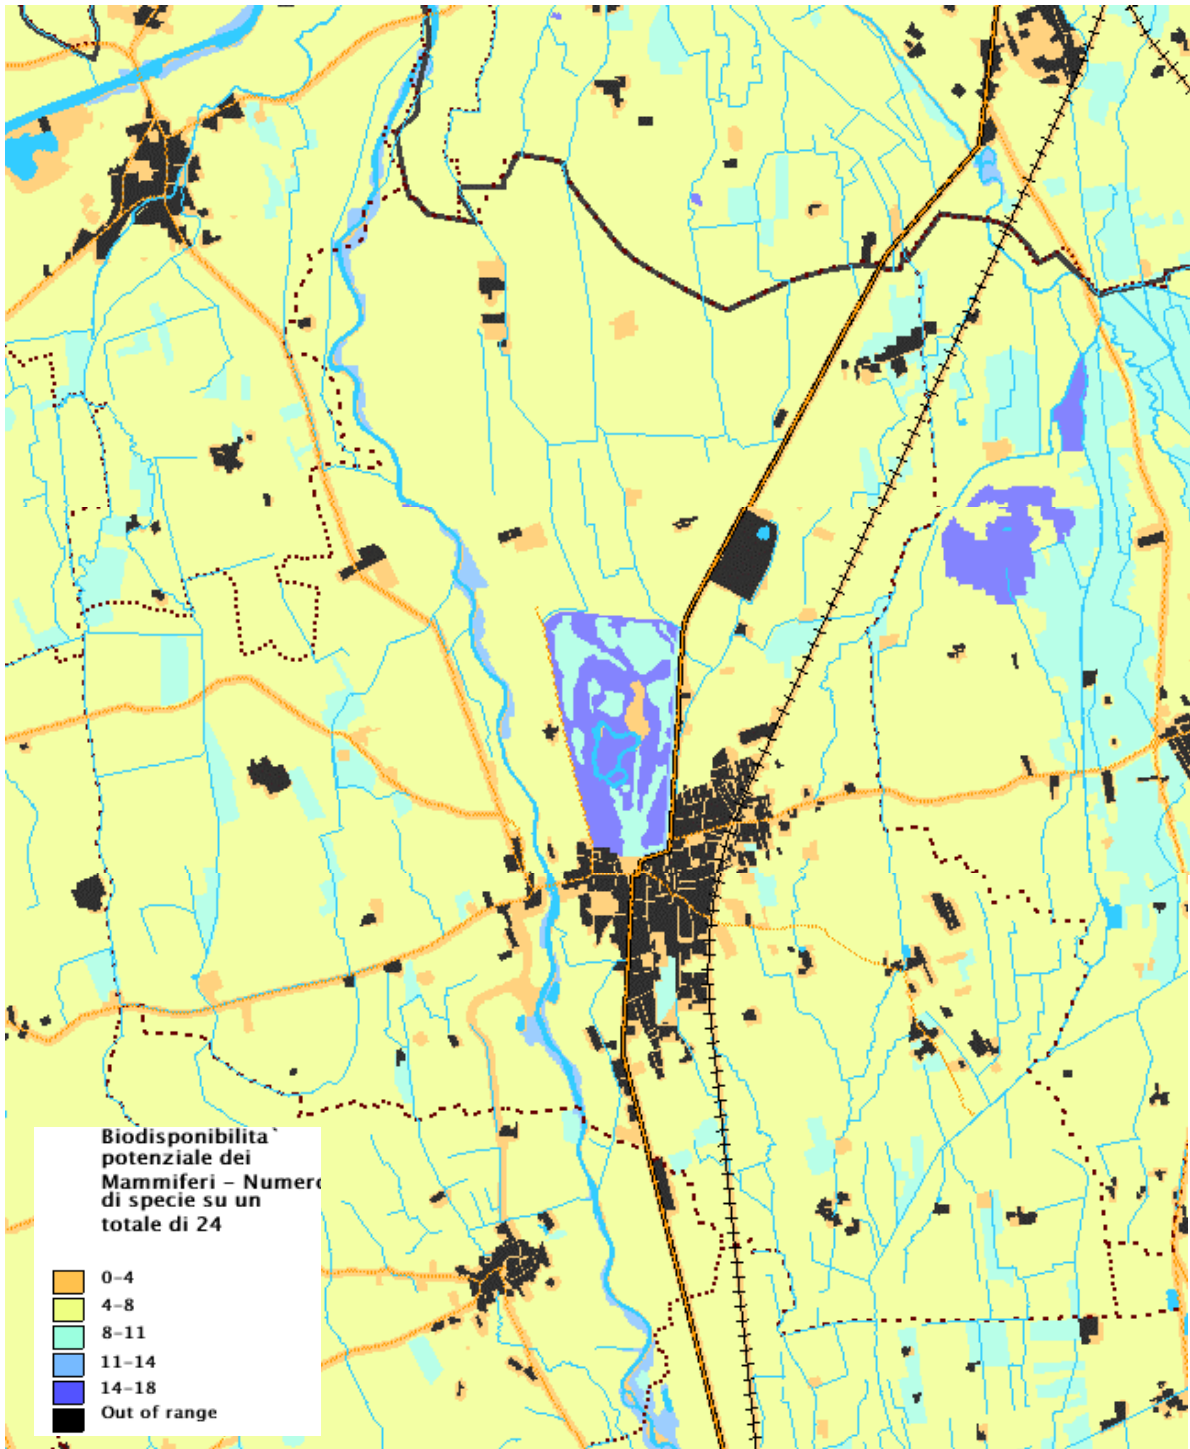 Biodisponibilita`
potenziale dei
Mammiferi - Numero
di specie su un
totale di 24
0-4
4-8
8-11
11-14
14-18
Out of range